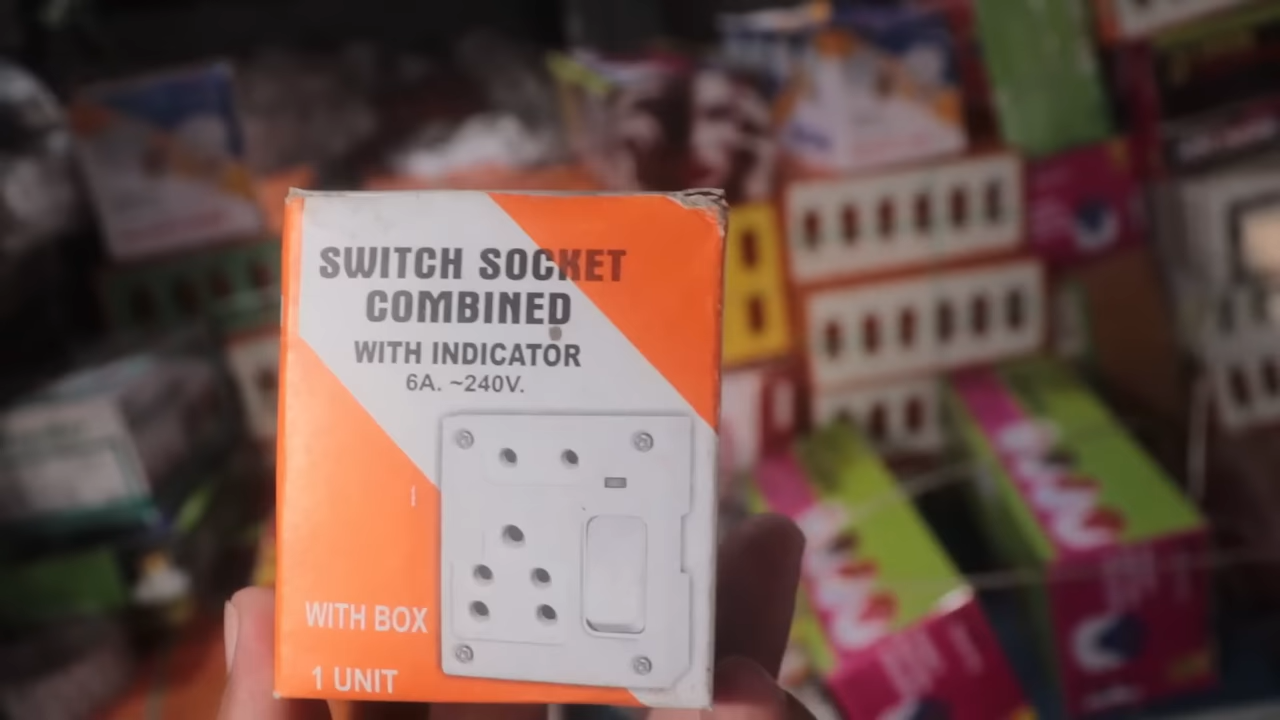 SWITCH SOCKET
COMBINED
WITH INDICATOR
6A. ~240V.
WITH BOX
1 UNIT